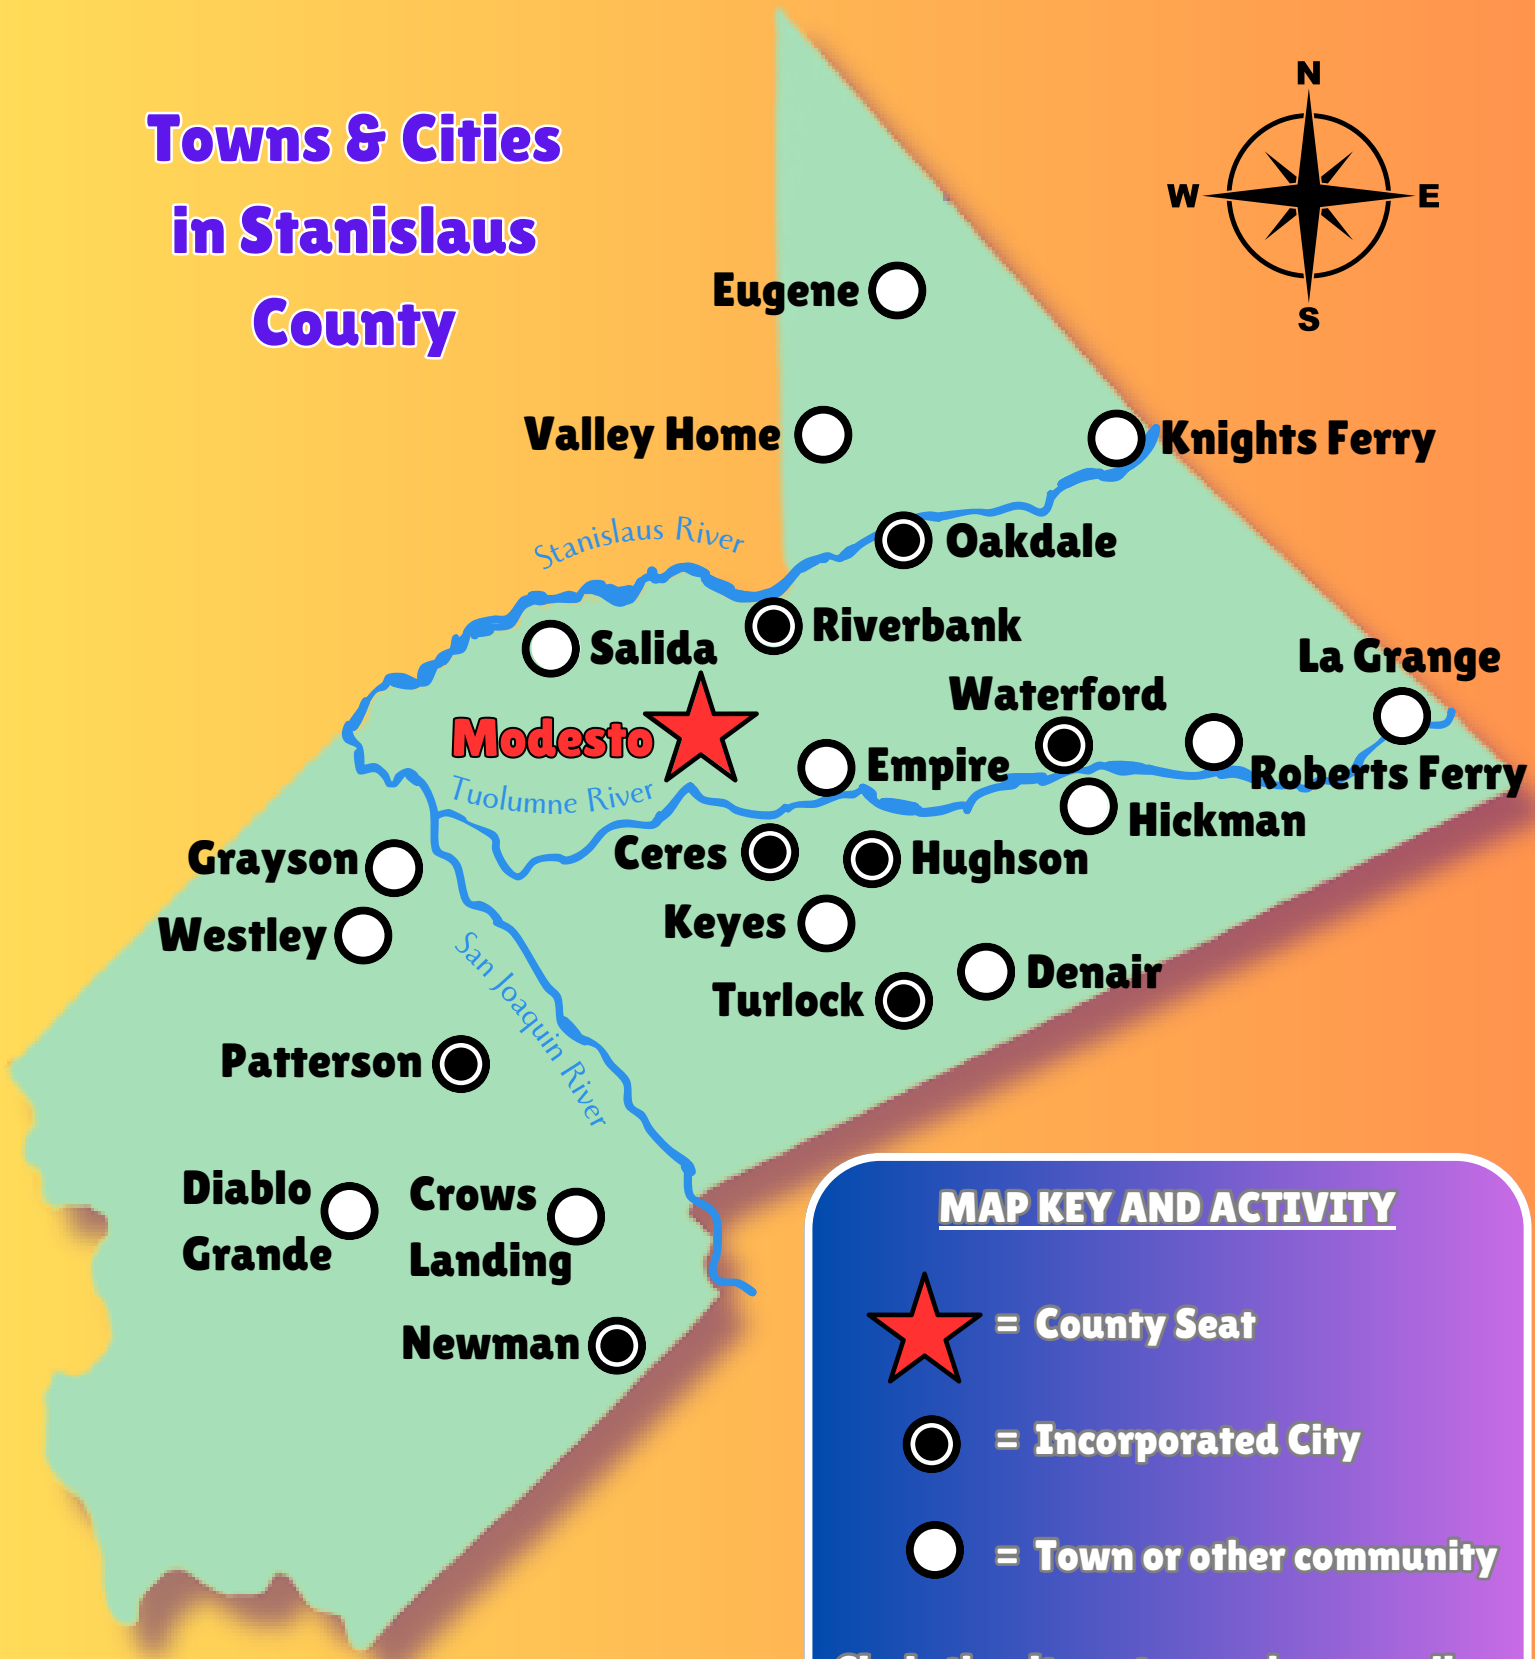 Towns & Cities
in Stanislaus
County
N
W
E
S
Eugene
Valley Home
Knights Ferry
Stanislaus River
Oakdale
Riverbank
Salida
La Grange
Waterford
Modesto
Empire
Roberts Ferry
Tuolumne River
Hickman
Grayson
Ceres
Hughson
Keyes
Westley
San Joaquin River
Denair
Turlock
Patterson
Diablo
Grande
Crows
Landing
Newman
MAP KEY AND ACTIVITY
= County Seat
= Incorporated City
= Town or other community